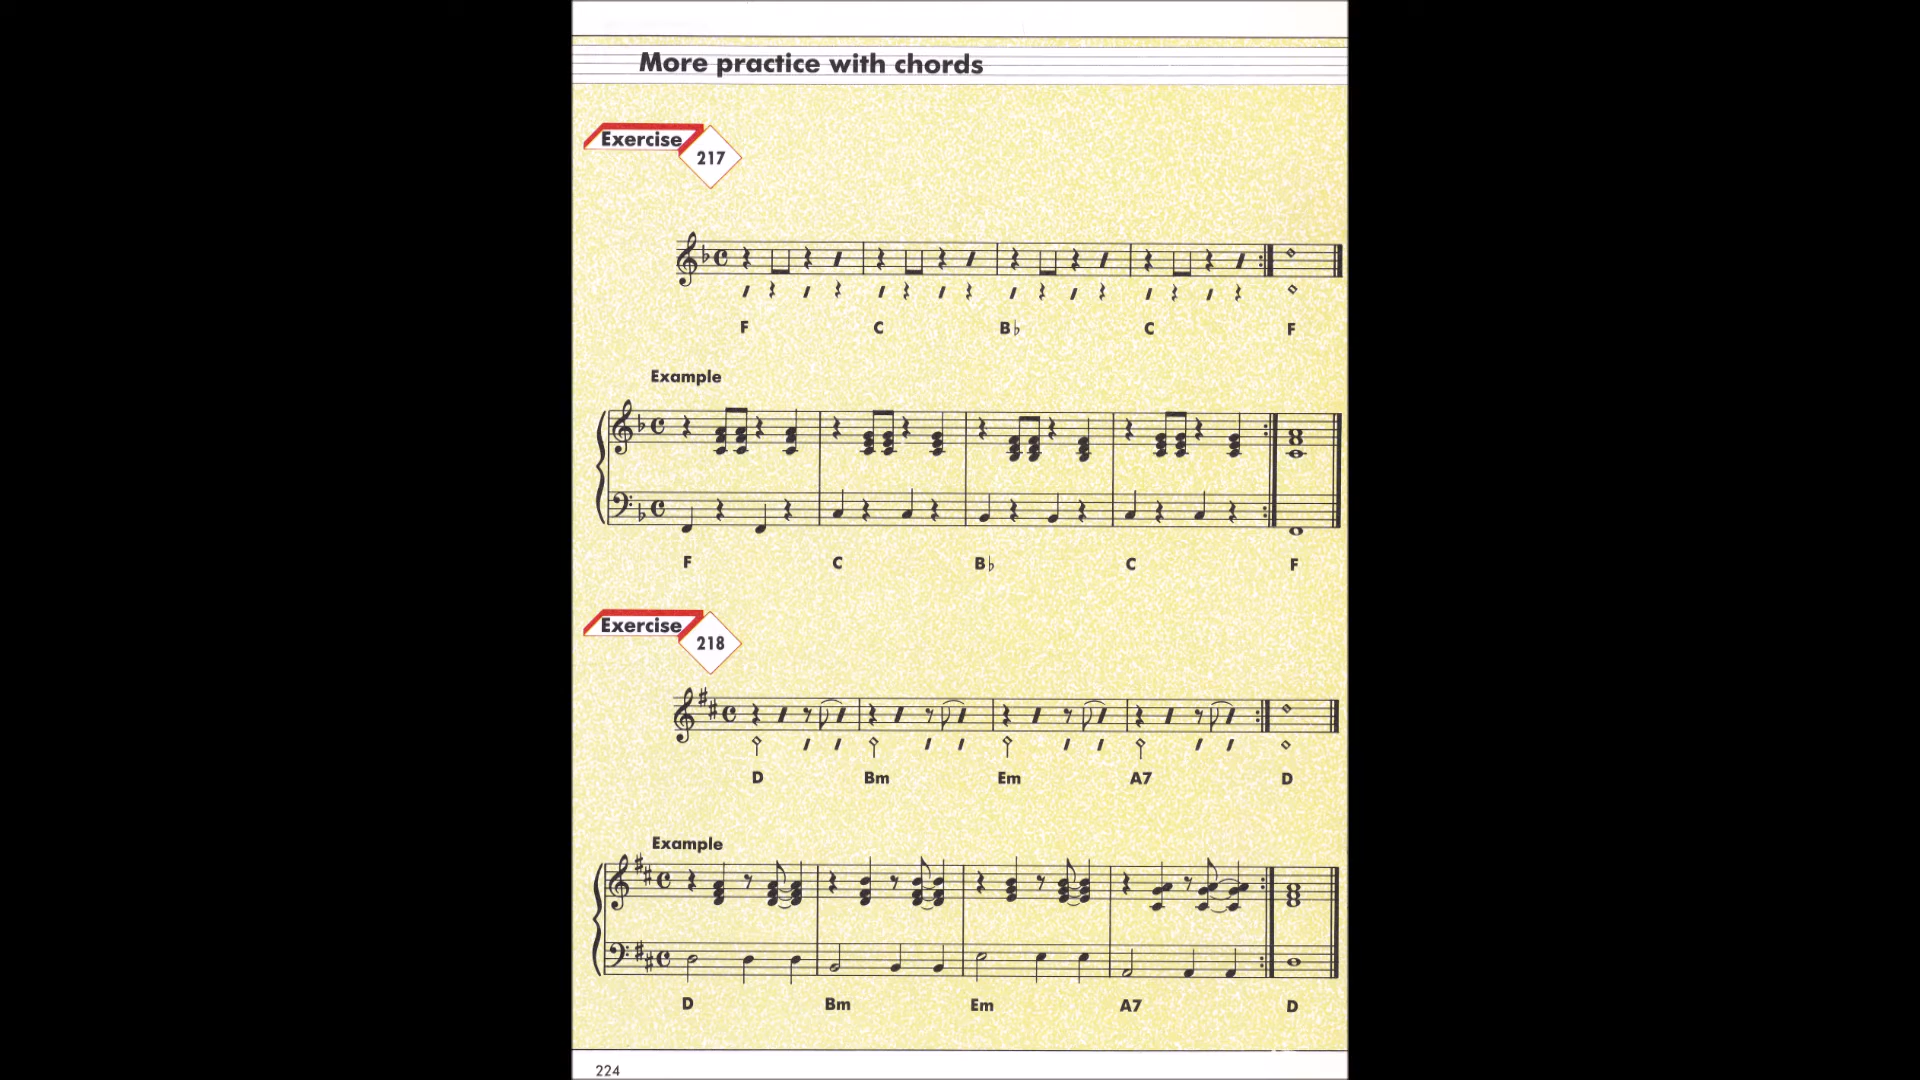 More practice with chords
Exercise
217
F C B♭ C F
Example
F C B♭ C F
Exercise
218
D Bm Em A7 D
Example
D Bm Em A7 D
224